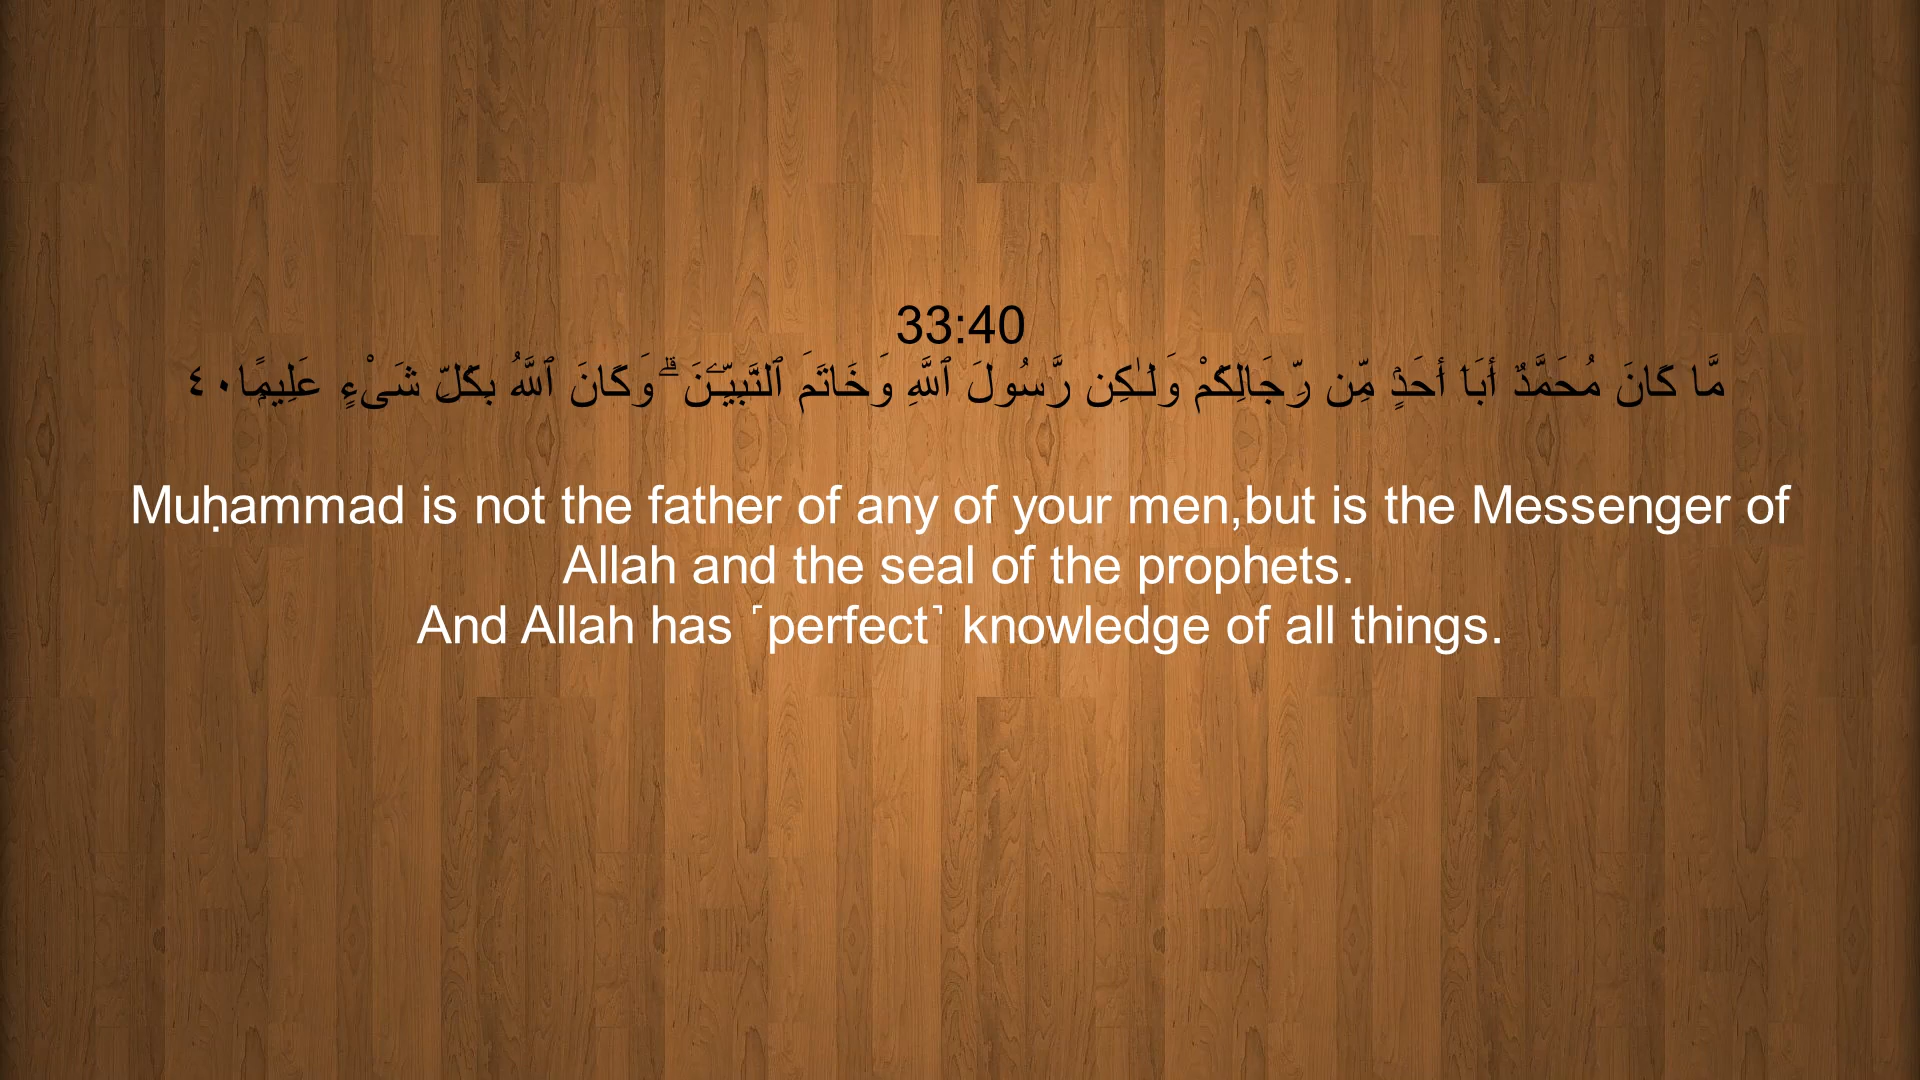 33:40
مَّا كَانَ مُحَمَّدٌ أَبَآ أَحَدٍۢ مِّن رِّجَالِكُمْ وَلَـٰكِن رَّسُولَ ٱللَّهِ وَخَاتَمَ ٱلنَّبِيِّـۧنَ ۗ وَكَانَ ٱللَّهُ بِكُلِّ شَىْءٍ عَلِيمًۭا ٤٠
Muḥammad is not the father of any of your men,but is the Messenger of
Allah and the seal of the prophets.
And Allah has ˹perfect˺ knowledge of all things.